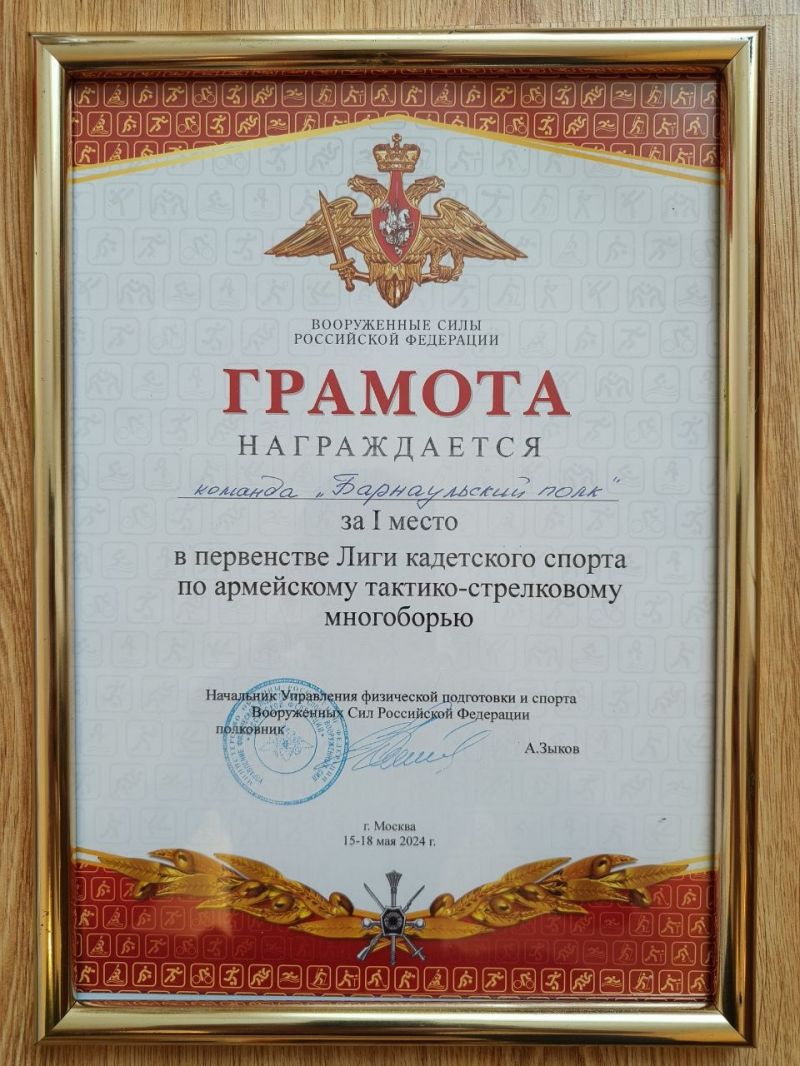 ВООРУЖЕННЫЕ СИЛЫ
РОССИЙСКОЙ ФЕДЕРАЦИИ
ГРАМОТА
НАГРАЖДАЕТСЯ
команда „Барнаульский полк"
за I место
в первенстве Лиги кадетского спорта
по армейскому тактико-стрелковому
многоборью
Начальник Управления физической подготовки и спорта
Вооруженных Сил Российской Федерации
полковник
А.Зыков
г. Москва
15-18 мая 2024 г.